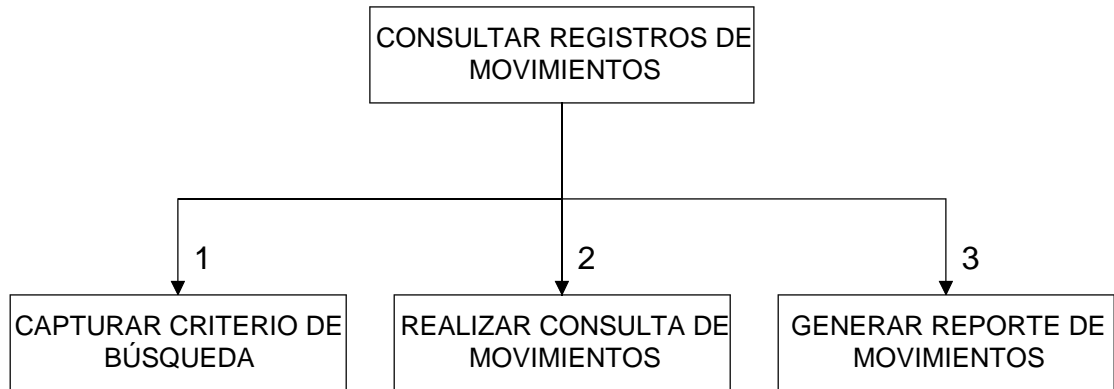 CONSULTAR REGISTROS DE
MOVIMIENTOS
1
2
3
CAPTURAR CRITERIO DE
BÚSQUEDA
REALIZAR CONSULTA DE
MOVIMIENTOS
GENERAR REPORTE DE
MOVIMIENTOS